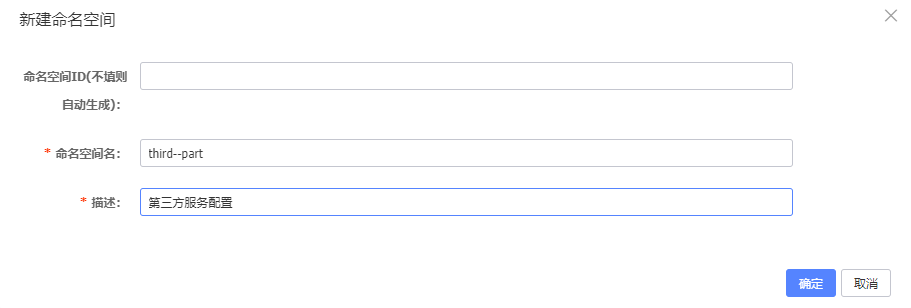 新建命名空间
命名空间ID(不填则
自动生成):
* 命名空间名: third--part
* 描述: 第三方服务配置
确定 取消